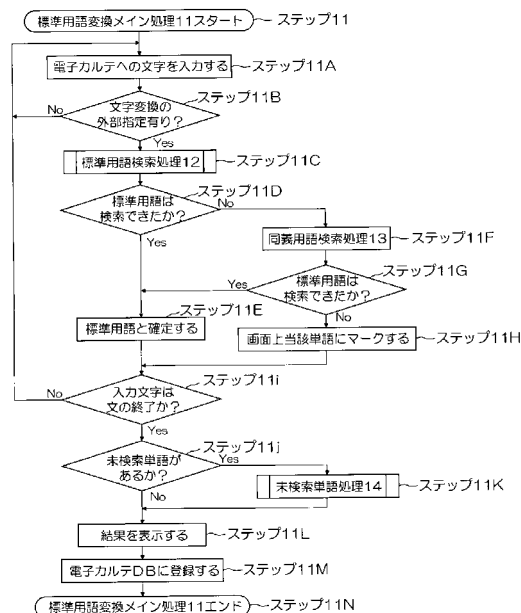 標準用語変換メイン処理11スタート ステップ11
電子カルテへの文字を入力する ステップ11A
ステップ11B
文字変換の
外部指定有り?
No
Yes
標準用語検索処理12 ステップ11C
ステップ11D
標準用語は
検索できたか?
No
Yes
同義用語検索処理13 ステップ11F
ステップ11G
標準用語は
検索できたか?
Yes
No
ステップ11E
標準用語と確定する
画面上当該単語にマークする ステップ11H
ステップ11i
入力文字は
文の終了か?
No
Yes
ステップ11j
未検索単語が
あるか?
Yes
No
未検索単語処理14 ステップ11K
結果を表示する ステップ11L
電子カルテDBに登録する ステップ11M
標準用語変換メイン処理11エンド ステップ11N